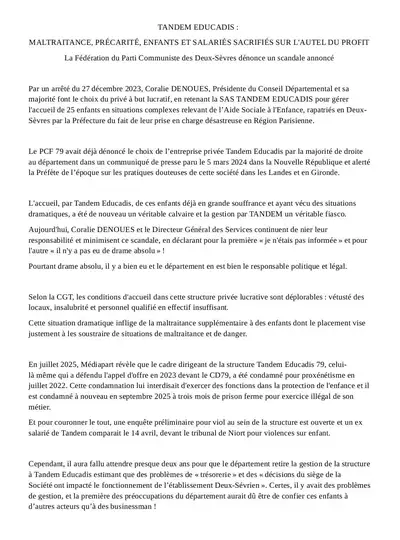 TANDEM EDUCADIS :
MALTRAITANCE, PRÉCARITÉ, ENFANTS ET SALARIÉS SACRIFIÉS SUR L'AUTEL DU PROFIT
La Fédération du Parti Communiste des Deux-Sèvres dénonce un scandale annoncé
Par un arrêté du 27 décembre 2023, Coralie DENOUES, Présidente du Conseil Départemental et sa
majorité font le choix du privé à but lucratif, en retenant la SAS TANDEM EDUCADIS pour gérer
l'accueil de 25 enfants en situations complexes relevant de l'Aide Sociale à l'Enfance, rapatriés en Deux-
Sèvres par la Préfecture du fait de leur prise en charge désastreuse en Région Parisienne.
Le PCF 79 avait déjà dénoncé le choix de l'entreprise privée Tandem Educadis par la majorité de droite
au département dans un communiqué de presse paru le 5 mars 2024 dans la Nouvelle République et alerté
la Préfète de l'époque sur les pratiques douteuses de cette société dans les Landes et en Gironde.
L'accueil, par Tandem Educadis, de ces enfants déjà en grande souffrance et ayant vécu des situations
dramatiques, a été de nouveau un véritable calvaire et la gestion par TANDEM un véritable fiasco.
Aujourd'hui, Coralie DENOUES et le Directeur Général des Services continuent de nier leur
responsabilité et minimisent ce scandale, en déclarant pour la première « je n'étais pas informée » et pour
l'autre « il n'y a pas eu de drame absolu » !
Pourtant drame absolu, il y a bien eu et le département en est bien le responsable politique et légal.
Selon la CGT, les conditions d'accueil dans cette structure privée lucrative sont déplorables : vétusté des
locaux, insalubrité et personnel qualifié en effectif insuffisant.
Cette situation dramatique inflige de la maltraitance supplémentaire à des enfants dont le placement vise
justement à les soustraire de situations de maltraitance et de danger.
En juillet 2025, Médiapart révèle que le cadre dirigeant de la structure Tandem Educadis 79, celui-
là même qui a défendu l'appel d'offre en 2023 devant le CD79, a été condamné pour proxénétisme en
juillet 2022. Cette condamnation lui interdisait d'exercer des fonctions dans la protection de l'enfance et il
est condamné à nouveau en septembre 2025 à trois mois de prison ferme pour exercice illégal de son
métier.
Et pour couronner le tout, une enquête préliminaire pour viol au sein de la structure est ouverte et un ex
salarié de Tandem comparait le 14 avril, devant le tribunal de Niort pour violences sur enfant.
Cependant, il aura fallu attendre presque deux ans pour que le département retire la gestion de la structure
à Tandem Educadis estimant que des problèmes de « trésorerie » et des « décisions du siège de la
Société ont impacté le fonctionnement de l'établissement Deux-Sévrien ». Certes, il y avait des problèmes
de gestion, et la première des préoccupations du département aurait dû être de confier ces enfants à
d'autres acteurs qu'à des businessman !